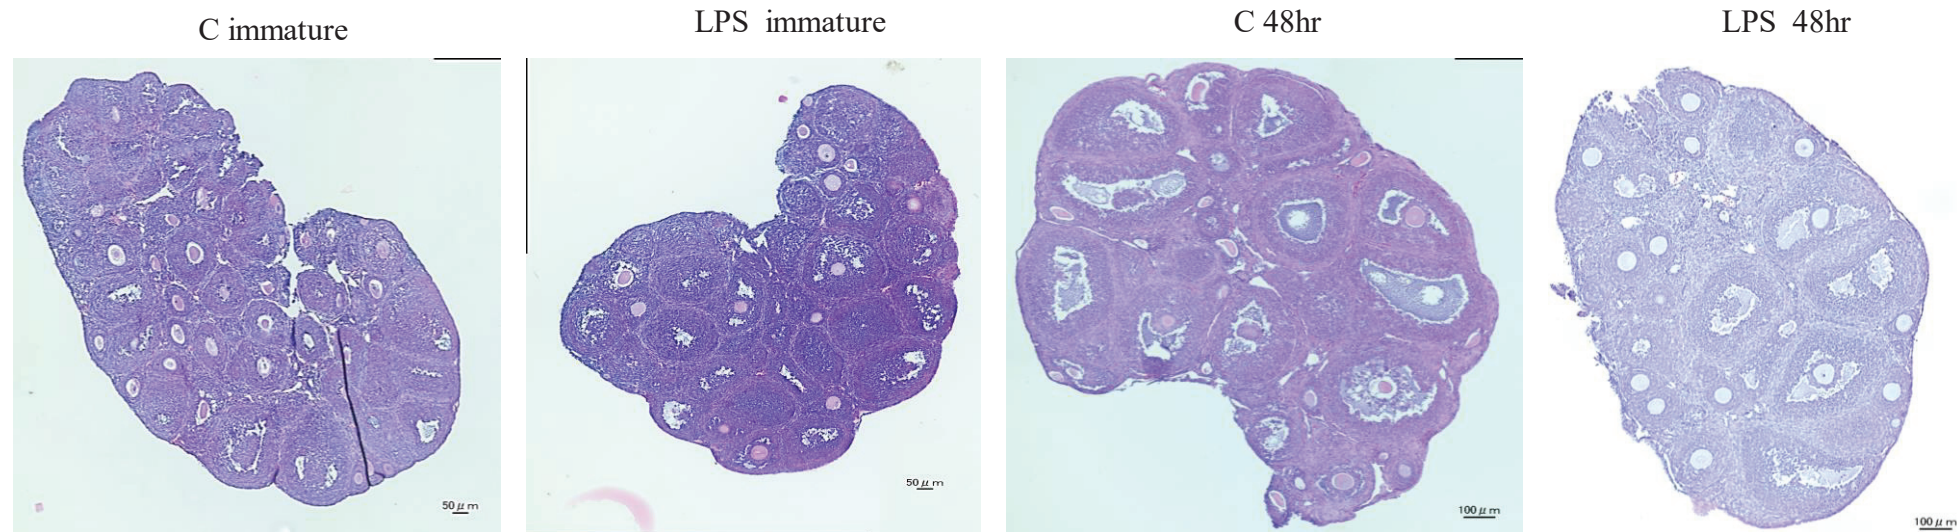 C immature
LPS immature
C 48hr
LPS 48hr
50 μm
50 μm
100 μm
100 μm